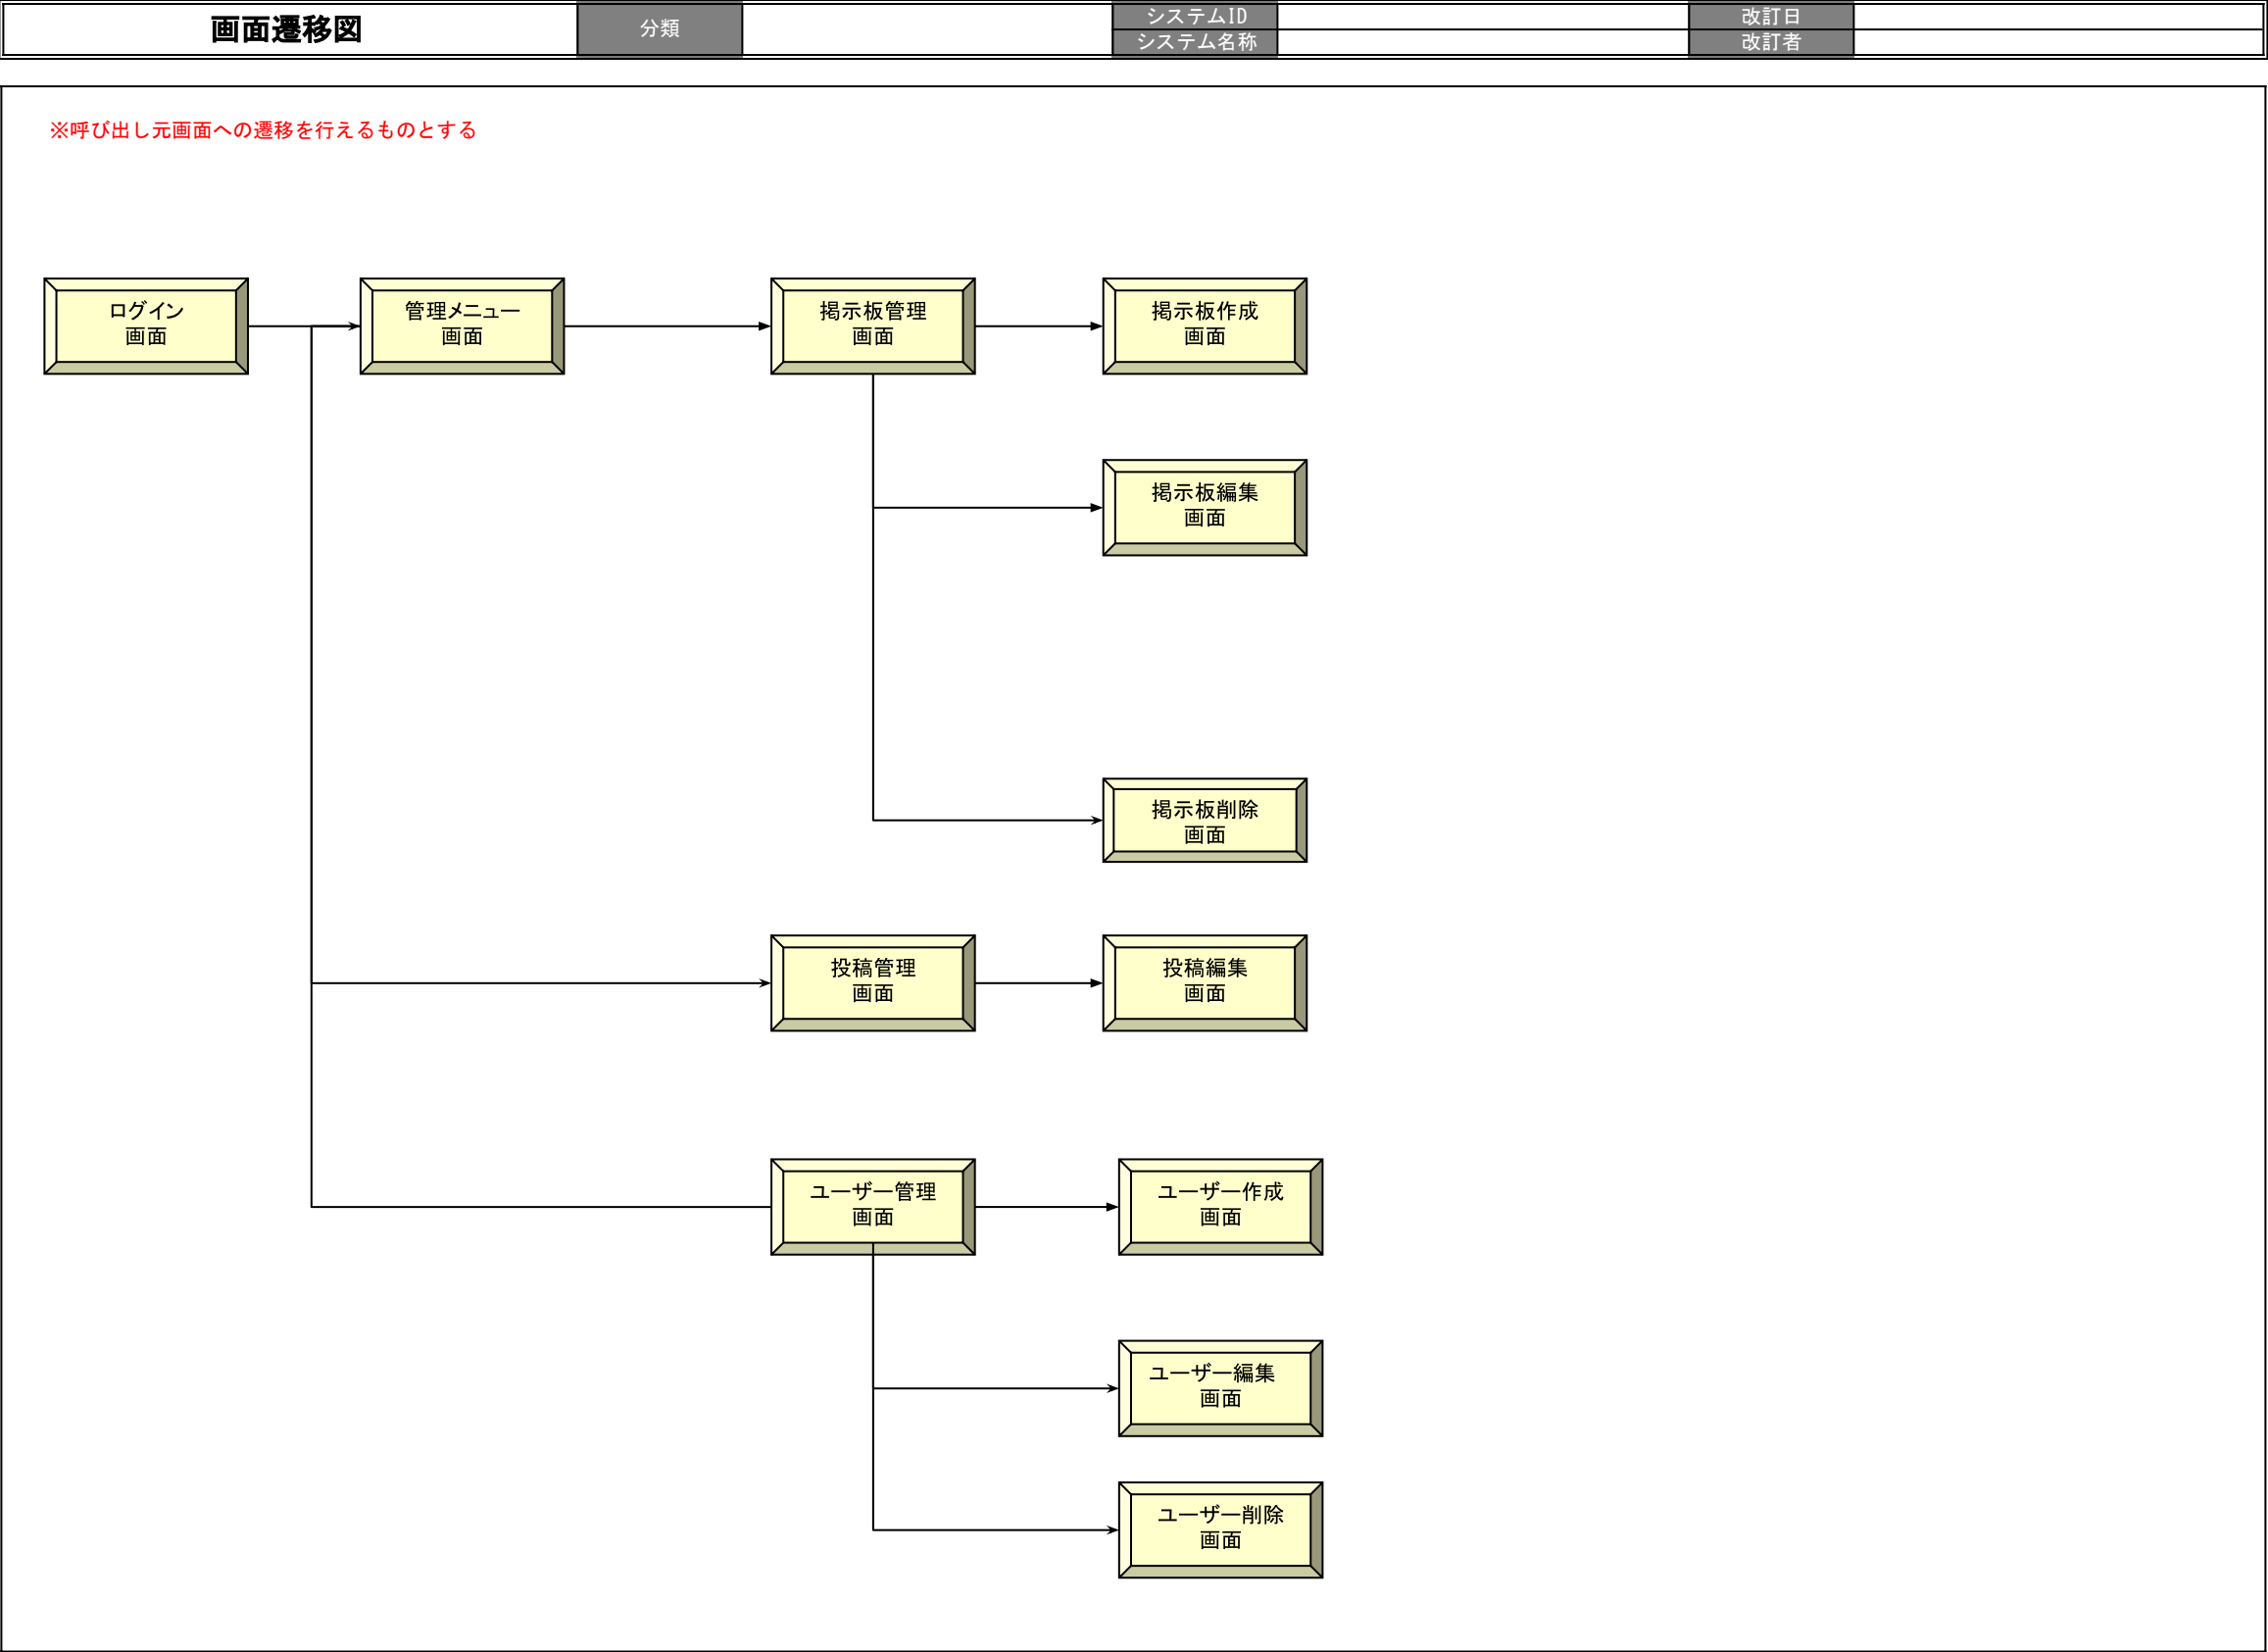 画面遷移図
分類
システムID
システム名称
改訂日
改訂者
※呼び出し元画面への遷移を行えるものとする
ログイン
画面
管理メニュー
画面
掲示板管理
画面
掲示板作成
画面
掲示板編集
画面
掲示板削除
画面
投稿管理
画面
投稿編集
画面
ユーザー管理
画面
ユーザー作成
画面
ユーザー編集
画面
ユーザー削除
画面